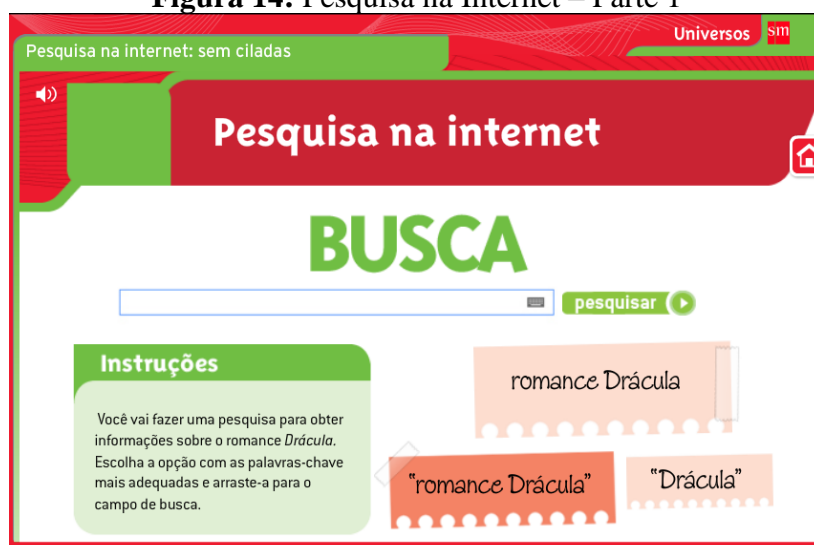 Figura 14: Pesquisa na Internet – Parte 1
Universos sm
Pesquisa na internet: sem ciladas
Pesquisa na internet
BUSCA
pesquisar
Instruções
Você vai fazer uma pesquisa para obter
informações sobre o romance Drácula.
Escolha a opção com as palavras-chave
mais adequadas e arraste-a para o
campo de busca.
romance Drácula
"romance Drácula"
"Drácula"